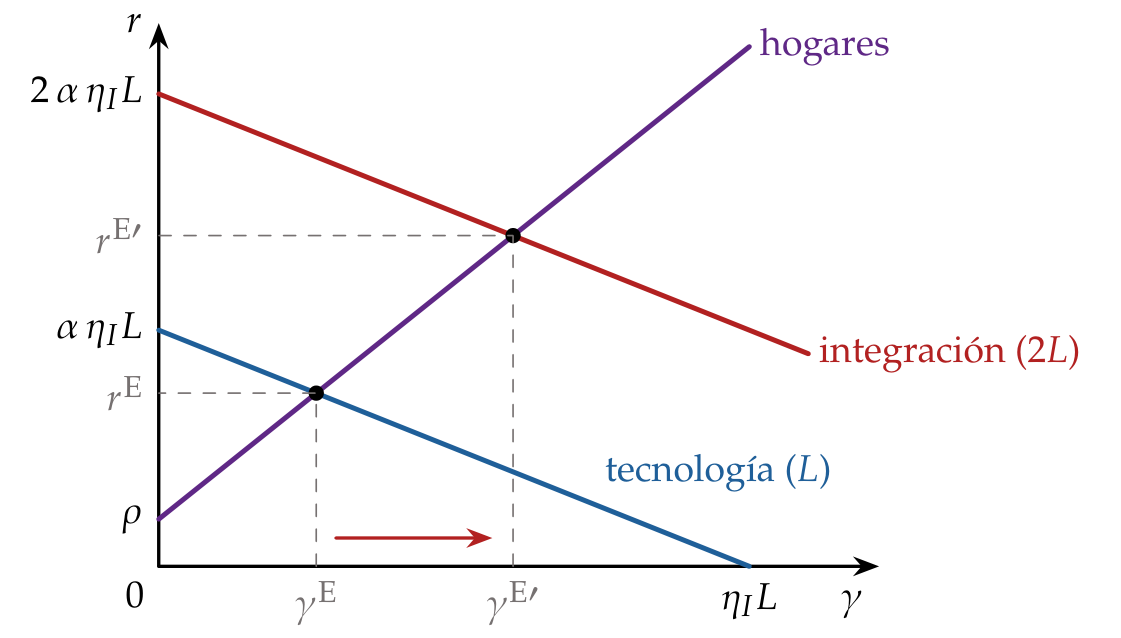 r
hogares
2 α η_I L
r^E′
α η_I L
integración (2L)
r^E
tecnología (L)
ρ
0
γ^E
γ^E′
η_I L
γ